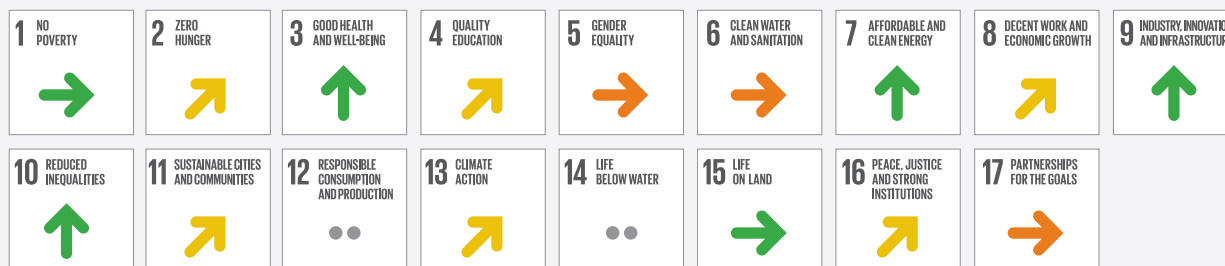 1 NO
POVERTY
2 ZERO
HUNGER
3 GOOD HEALTH
AND WELL-BEING
4 QUALITY
EDUCATION
5 GENDER
EQUALITY
6 CLEAN WATER
AND SANITATION
7 AFFORDABLE AND
CLEAN ENERGY
8 DECENT WORK AND
ECONOMIC GROWTH
9 INDUSTRY, INNOVATIO
AND INFRASTRUCTUR
10 REDUCED
INEQUALITIES
11 SUSTAINABLE CITIES
AND COMMUNITIES
12 RESPONSIBLE
CONSUMPTION
AND PRODUCTION
13 CLIMATE
ACTION
14 LIFE
BELOW WATER
15 LIFE
ON LAND
16 PEACE, JUSTICE
AND STRONG
INSTITUTIONS
17 PARTNERSHIPS
FOR THE GOALS